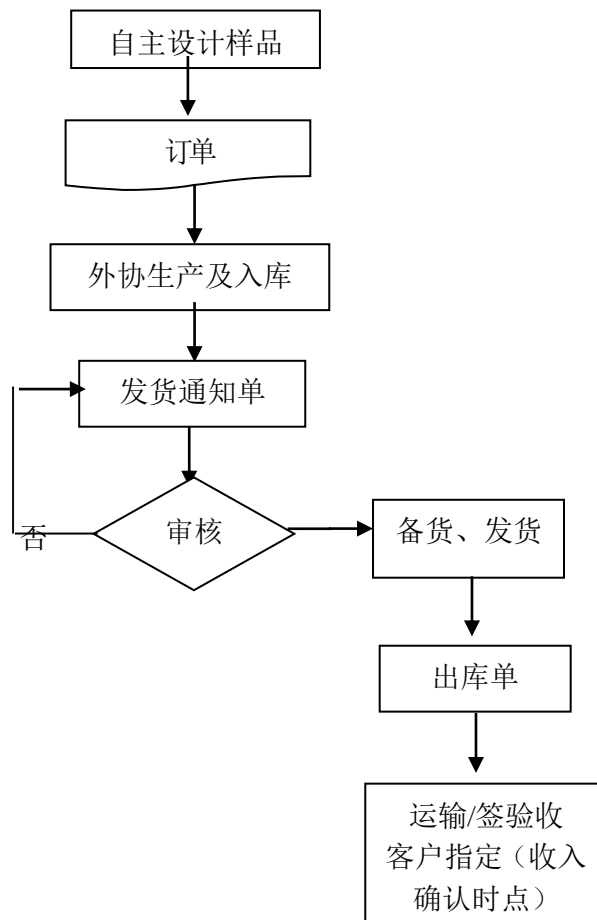 自主设计样品
订单
外协生产及入库
发货通知单
审核
否
备货、发货
出库单
运输/签验收
客户指定（收入
确认时点）